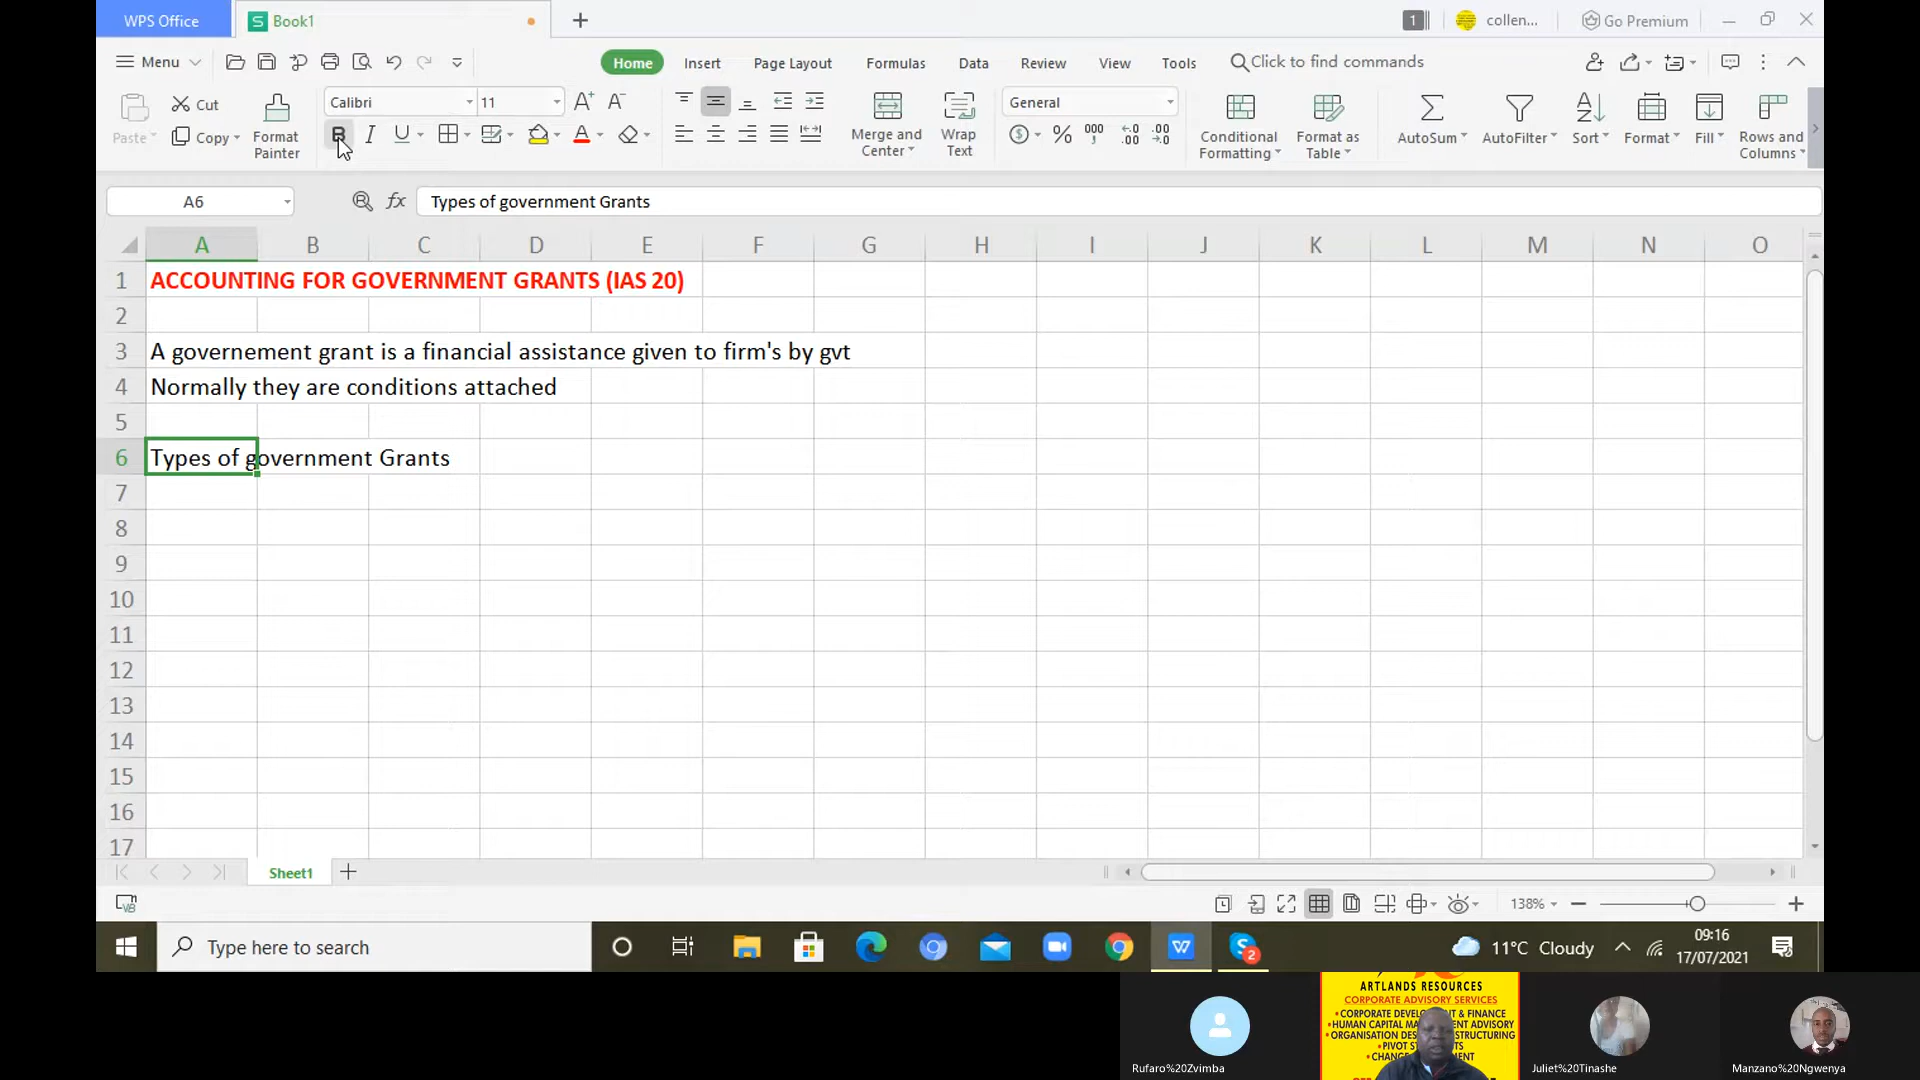 WPS Office
S Book1
1
collen...
Go Premium
Menu
Home
Insert
Page Layout
Formulas
Data
Review
View
Tools
Click to find commands
Paste
Cut
Copy
Format
Painter
Calibri
11
A+
A-
B
I
U
A
Merge and
Center
Wrap
Text
General
%
000
.00
Conditional
Formatting
Format as
Table
AutoSum
AutoFilter
Sort
Format
Fill
Rows and
Columns
A6
fx
Types of government Grants
A B C D E F G H I J K L M N O
1 ACCOUNTING FOR GOVERNMENT GRANTS (IAS 20)
2
3 A governement grant is a financial assistance given to firm's by gvt
4 Normally they are conditions attached
5
6 Types of government Grants
7
8
9
10
11
12
13
14
15
16
17
Sheet1
138%
Type here to search
2
11°C Cloudy
09:16
17/07/2021
ARTLANDS RESOURCES
CORPORATE ADVISORY SERVICES
Rufaro%20Zvimba
Juliet%20Tinashe
Manzano%20Ngwenya